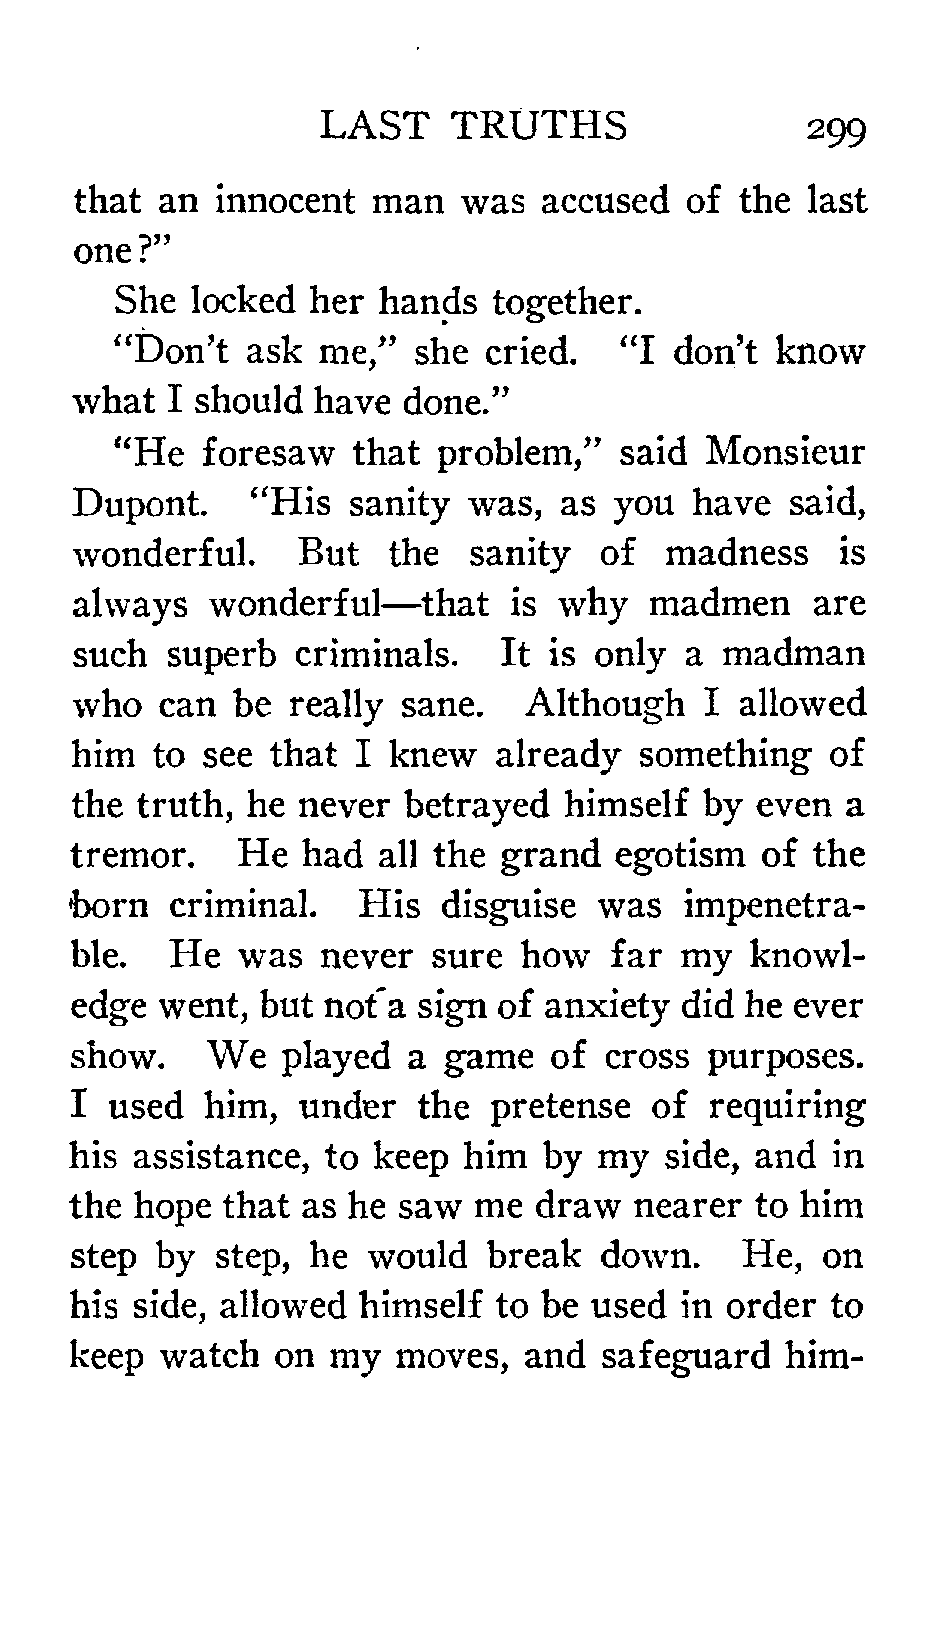 LAST TRUTHS 299
that an innocent man was accused of the last
one?"
She locked her hands together.
"Don't ask me," she cried. "I don't know
what I should have done."
"He foresaw that problem," said Monsieur
Dupont. "His sanity was, as you have said,
wonderful. But the sanity of madness is
always wonderful—that is why madmen are
such superb criminals. It is only a madman
who can be really sane. Although I allowed
him to see that I knew already something of
the truth, he never betrayed himself by even a
tremor. He had all the grand egotism of the
born criminal. His disguise was impenetra-
ble. He was never sure how far my knowl-
edge went, but not a sign of anxiety did he ever
show. We played a game of cross purposes.
I used him, under the pretense of requiring
his assistance, to keep him by my side, and in
the hope that as he saw me draw nearer to him
step by step, he would break down. He, on
his side, allowed himself to be used in order to
keep watch on my moves, and safeguard him-